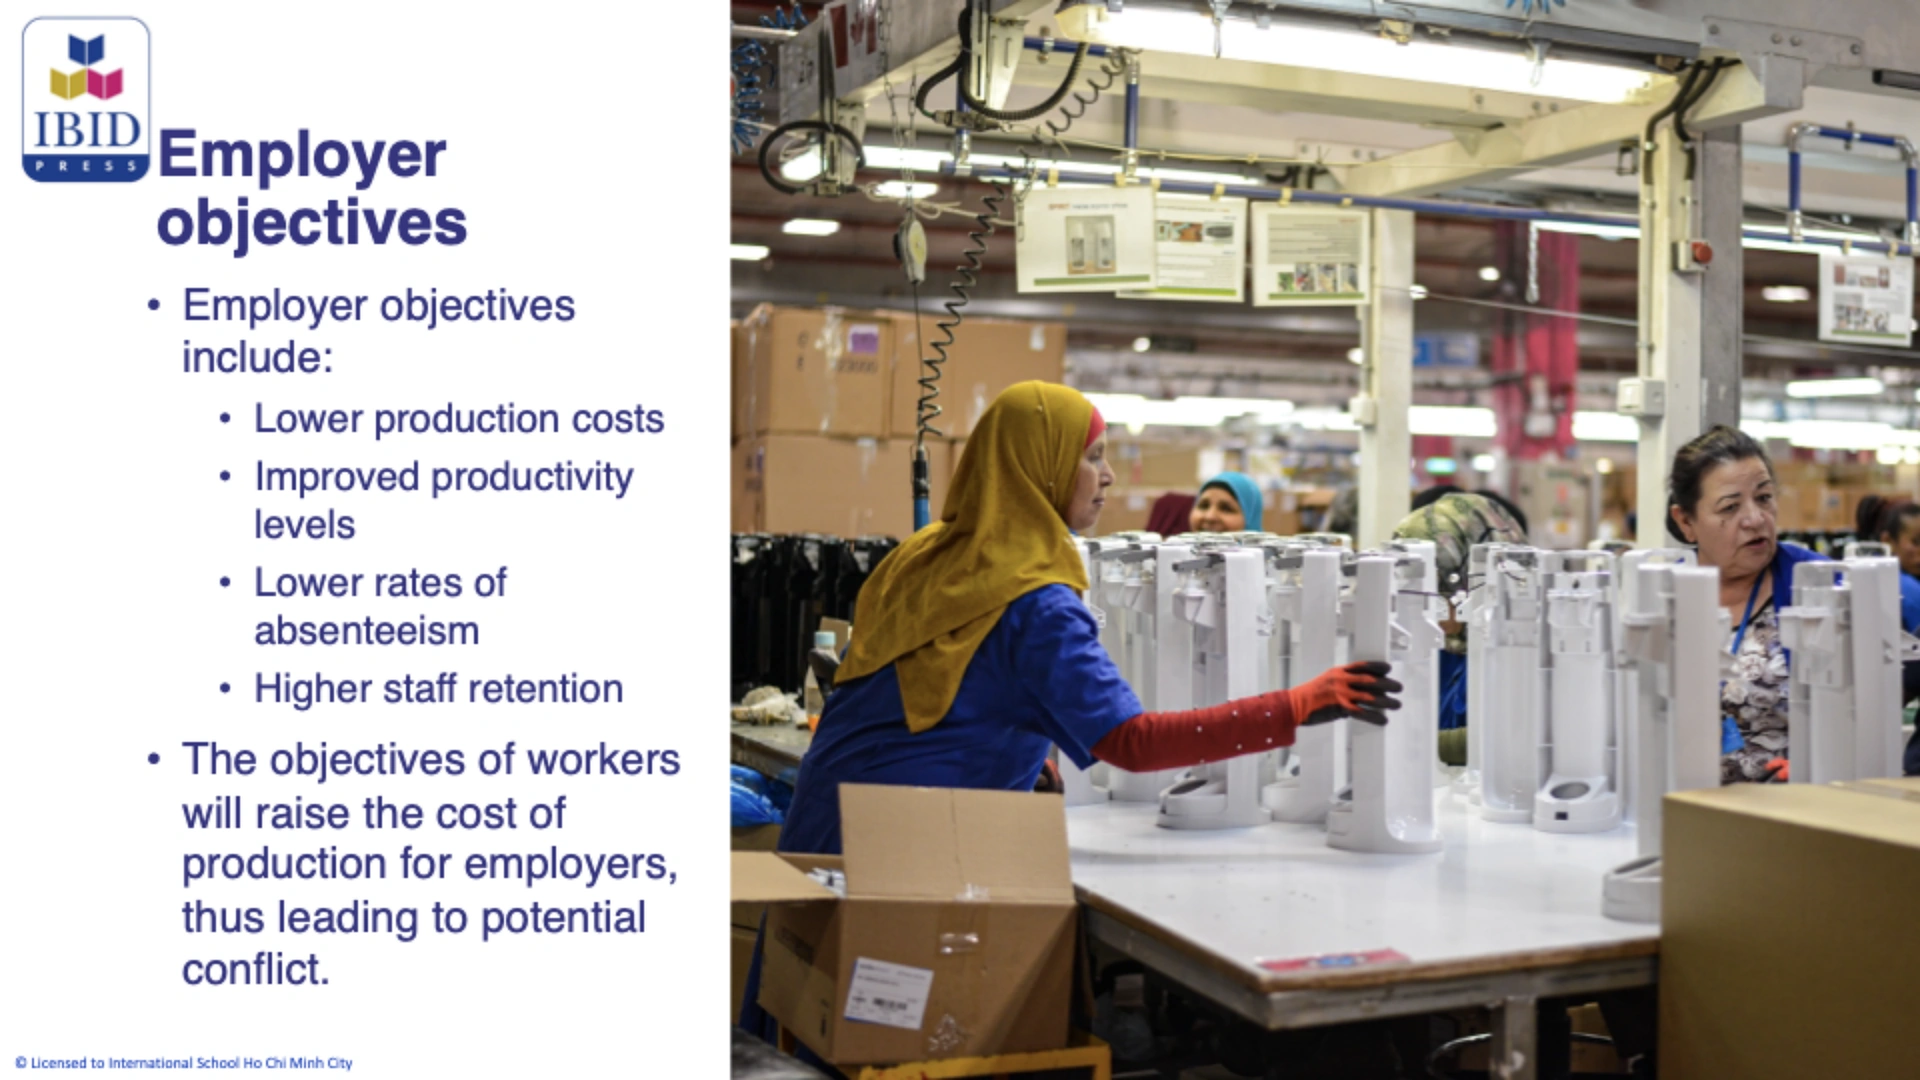 IBID
PRESS
Employer
objectives
• Employer objectives
include:
• Lower production costs
• Improved productivity
levels
• Lower rates of
absenteeism
• Higher staff retention
• The objectives of workers
will raise the cost of
production for employers,
thus leading to potential
conflict.
© Licensed to International School Ho Chi Minh City